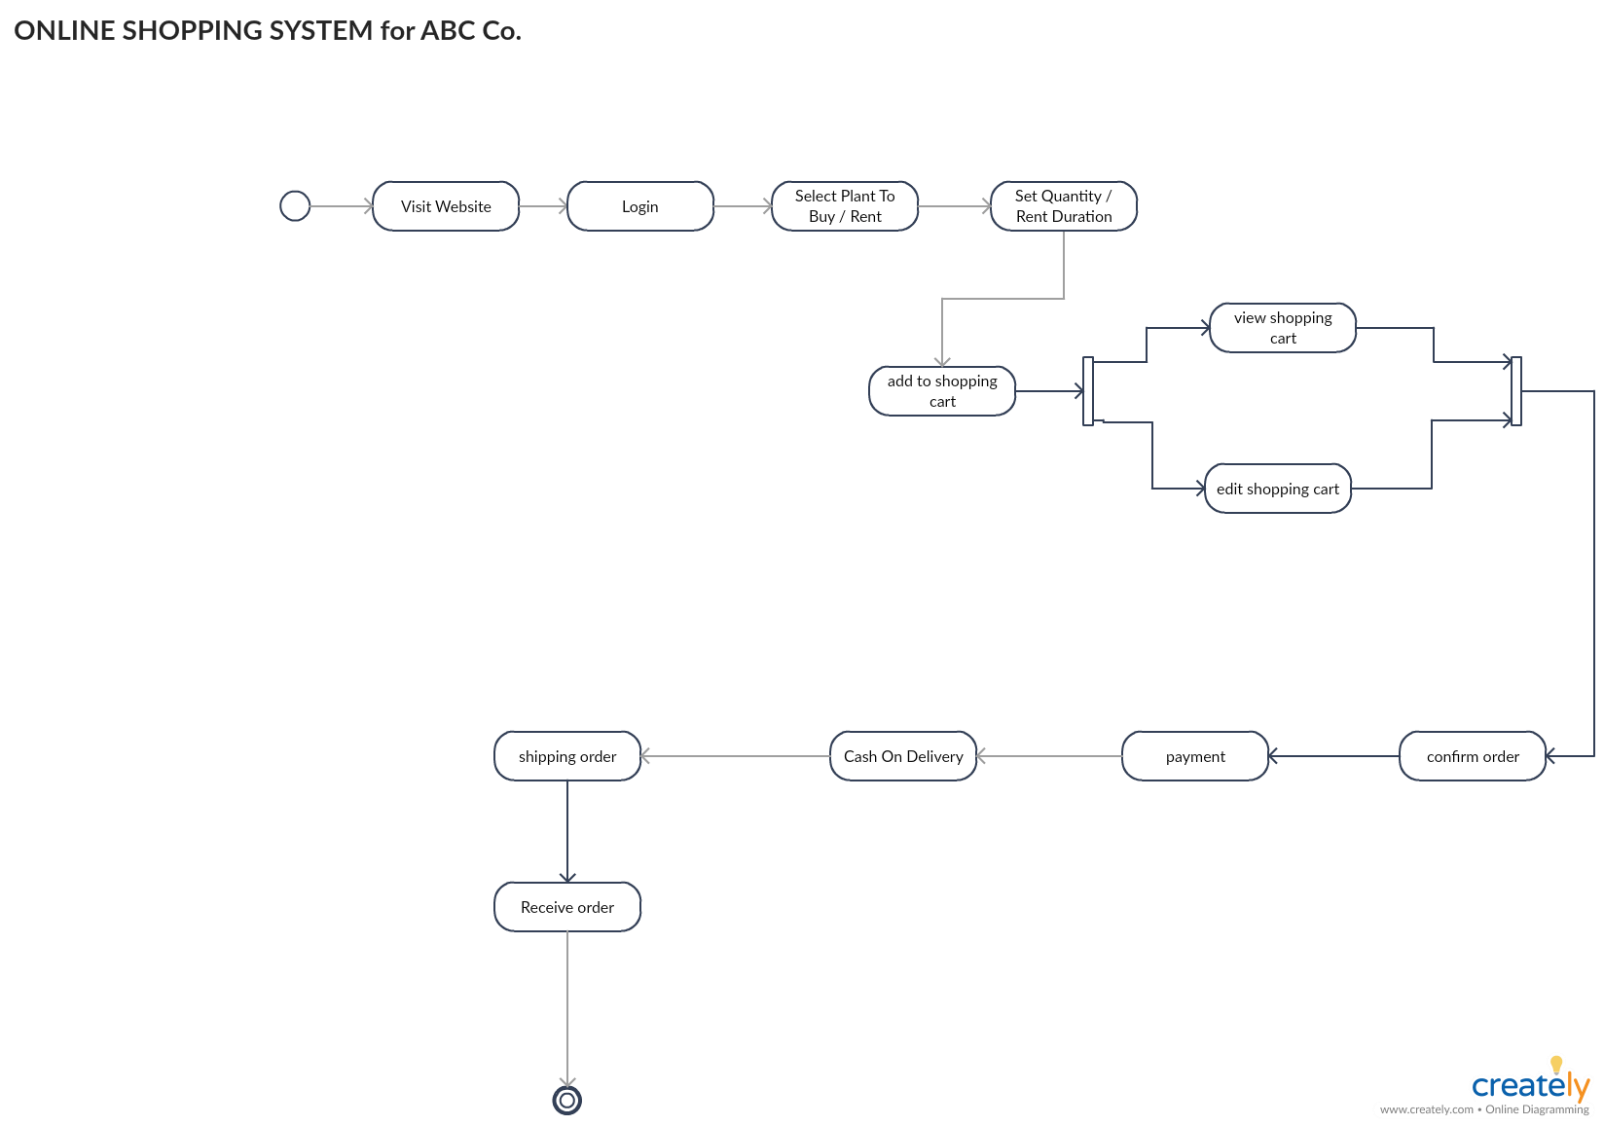 ONLINE SHOPPING SYSTEM for ABC Co.
Visit Website
Login
Select Plant To
Buy / Rent
Set Quantity /
Rent Duration
add to shopping
cart
view shopping
cart
edit shopping cart
confirm order
payment
Cash On Delivery
shipping order
Receive order
creately
www.creately.com • Online Diagramming